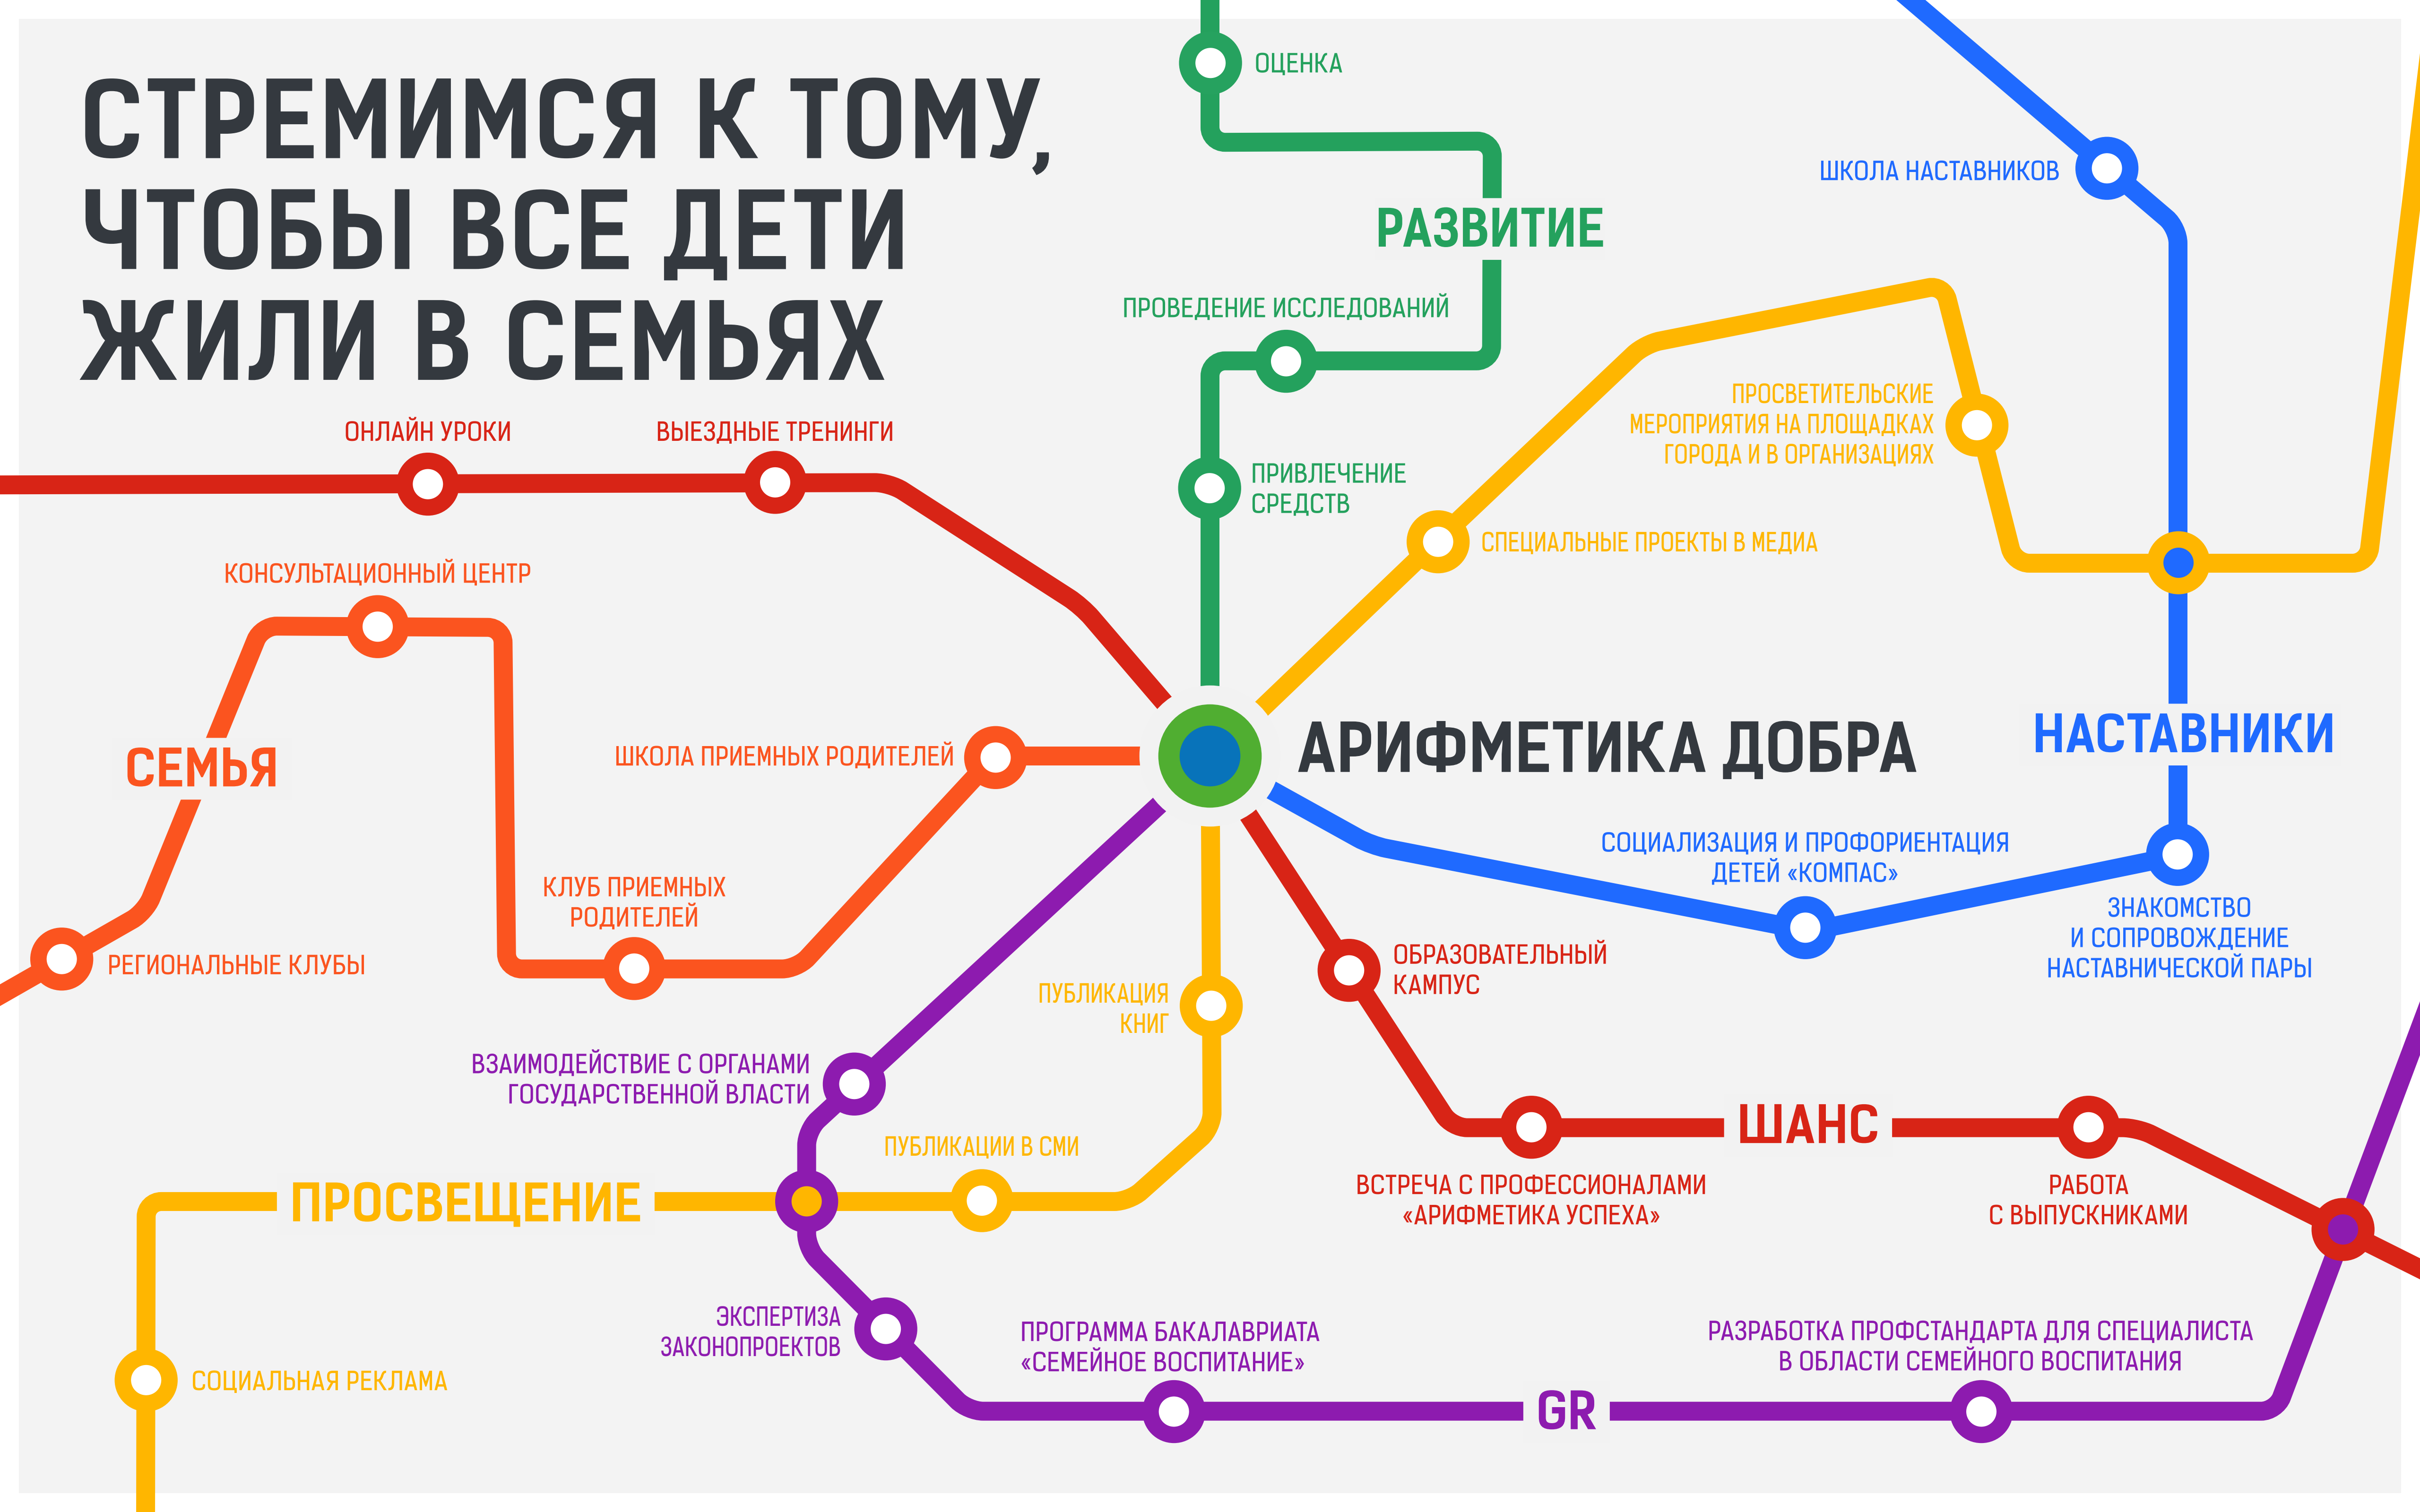 СТРЕМИМСЯ К ТОМУ,
ЧТОБЫ ВСЕ ДЕТИ
ЖИЛИ В СЕМЬЯХ
ОЦЕНКА
РАЗВИТИЕ
ПРОВЕДЕНИЕ ИССЛЕДОВАНИЙ
ПРИВЛЕЧЕНИЕ
СРЕДСТВ
ШКОЛА НАСТАВНИКОВ
ПРОСВЕТИТЕЛЬСКИЕ
МЕРОПРИЯТИЯ НА ПЛОЩАДКАХ
ГОРОДА И В ОРГАНИЗАЦИЯХ
СПЕЦИАЛЬНЫЕ ПРОЕКТЫ В МЕДИА
ОНЛАЙН УРОКИ
ВЫЕЗДНЫЕ ТРЕНИНГИ
КОНСУЛЬТАЦИОННЫЙ ЦЕНТР
СЕМЬЯ
ШКОЛА ПРИЕМНЫХ РОДИТЕЛЕЙ
АРИФМЕТИКА ДОБРА
НАСТАВНИКИ
КЛУБ ПРИЕМНЫХ
РОДИТЕЛЕЙ
РЕГИОНАЛЬНЫЕ КЛУБЫ
СОЦИАЛИЗАЦИЯ И ПРОФОРИЕНТАЦИЯ
ДЕТЕЙ «КОМПАС»
ЗНАКОМСТВО
И СОПРОВОЖДЕНИЕ
НАСТАВНИЧЕСКОЙ ПАРЫ
ОБРАЗОВАТЕЛЬНЫЙ
КАМПУС
ПУБЛИКАЦИЯ
КНИГ
ВЗАИМОДЕЙСТВИЕ С ОРГАНАМИ
ГОСУДАРСТВЕННОЙ ВЛАСТИ
ПУБЛИКАЦИИ В СМИ
ПРОСВЕЩЕНИЕ
ШАНС
ВСТРЕЧА С ПРОФЕССИОНАЛАМИ
«АРИФМЕТИКА УСПЕХА»
РАБОТА
С ВЫПУСКНИКАМИ
ЭКСПЕРТИЗА
ЗАКОНОПРОЕКТОВ
ПРОГРАММА БАКАЛАВРИАТА
«СЕМЕЙНОЕ ВОСПИТАНИЕ»
РАЗРАБОТКА ПРОФСТАНДАРТА ДЛЯ СПЕЦИАЛИСТА
В ОБЛАСТИ СЕМЕЙНОГО ВОСПИТАНИЯ
СОЦИАЛЬНАЯ РЕКЛАМА
GR